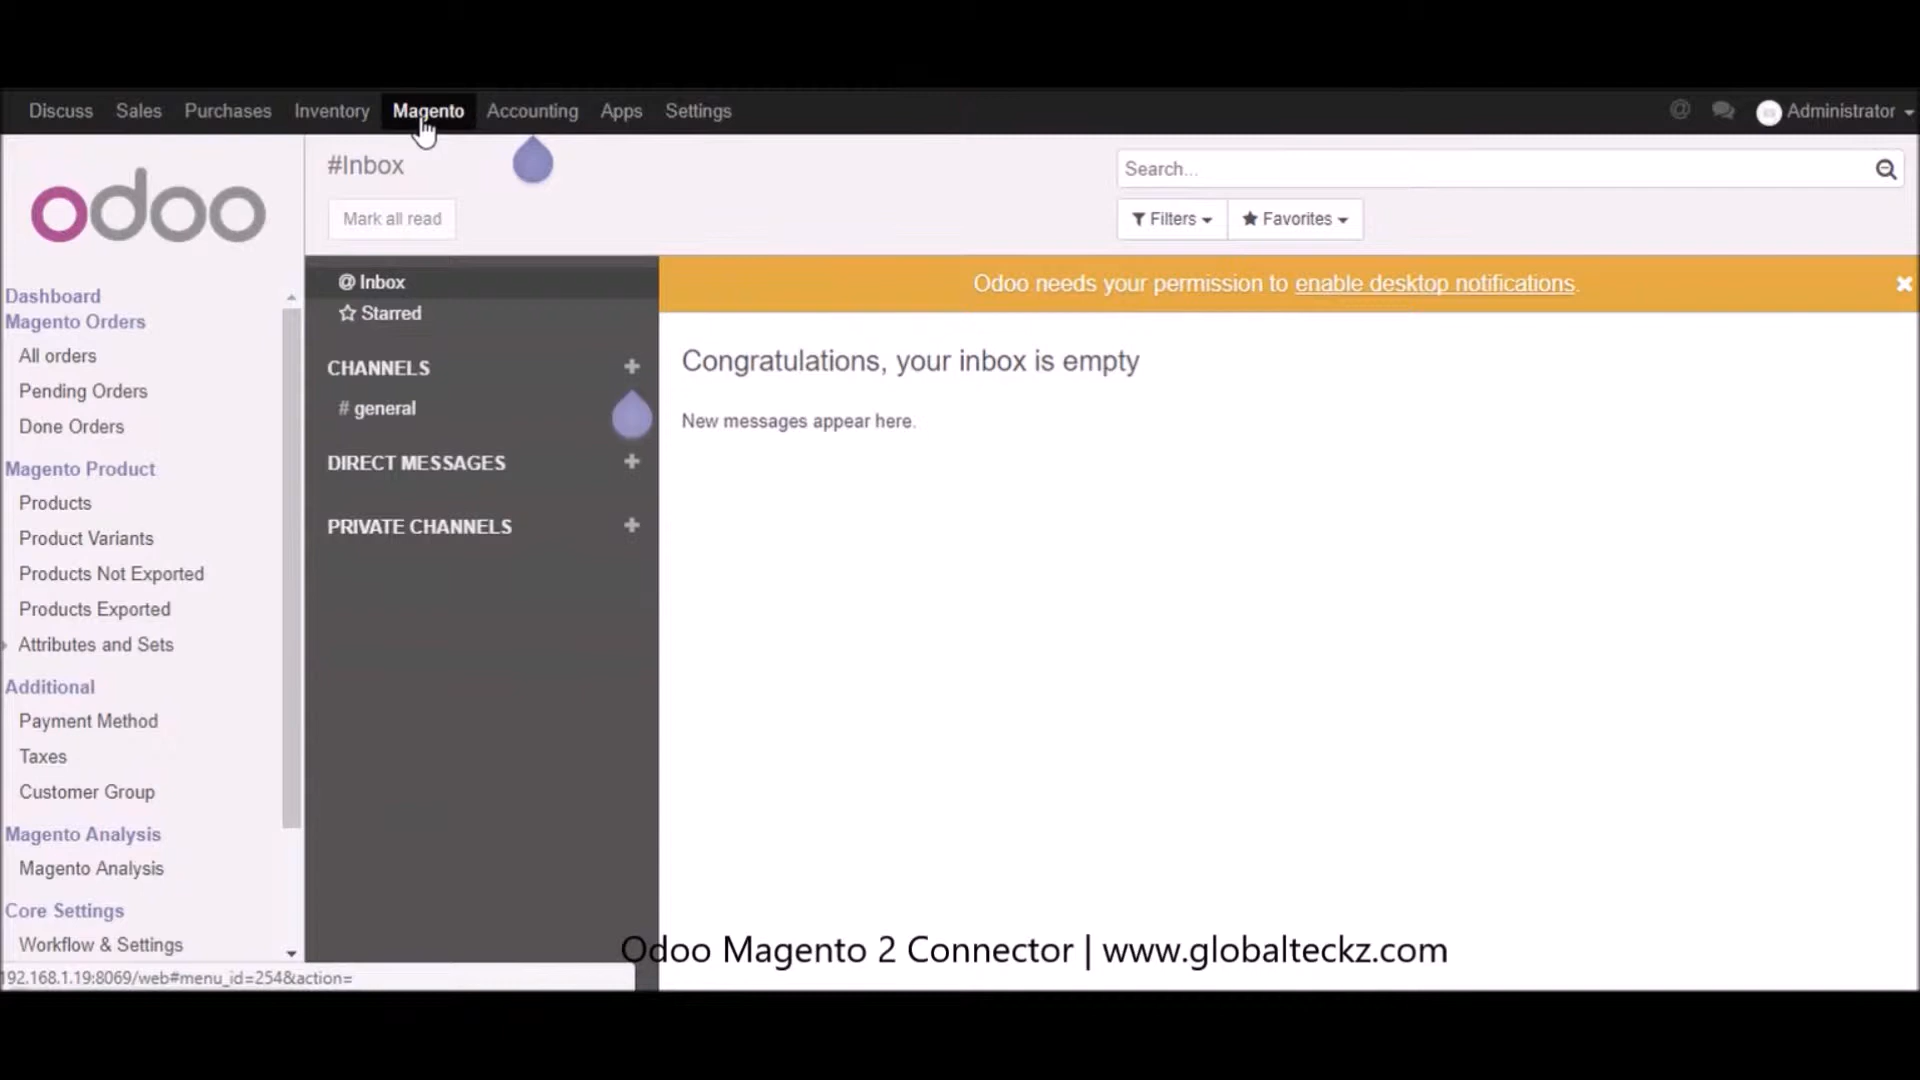 Discuss Sales Purchases Inventory Magento Accounting Apps Settings @ Administrator
odoo
#Inbox
Search...
Mark all read
Filters
Favorites
Dashboard
Magento Orders
All orders
Pending Orders
Done Orders
Magento Product
Products
Product Variants
Products Not Exported
Products Exported
Attributes and Sets
Additional
Payment Method
Taxes
Customer Group
Magento Analysis
Magento Analysis
Core Settings
Workflow & Settings
@ Inbox
Starred
CHANNELS +
# general
DIRECT MESSAGES +
PRIVATE CHANNELS +
Odoo needs your permission to enable desktop notifications.
Congratulations, your inbox is empty
New messages appear here.
Odoo Magento 2 Connector | www.globalteckz.com
192.168.1.19:8069/web#menu_id=254&action=